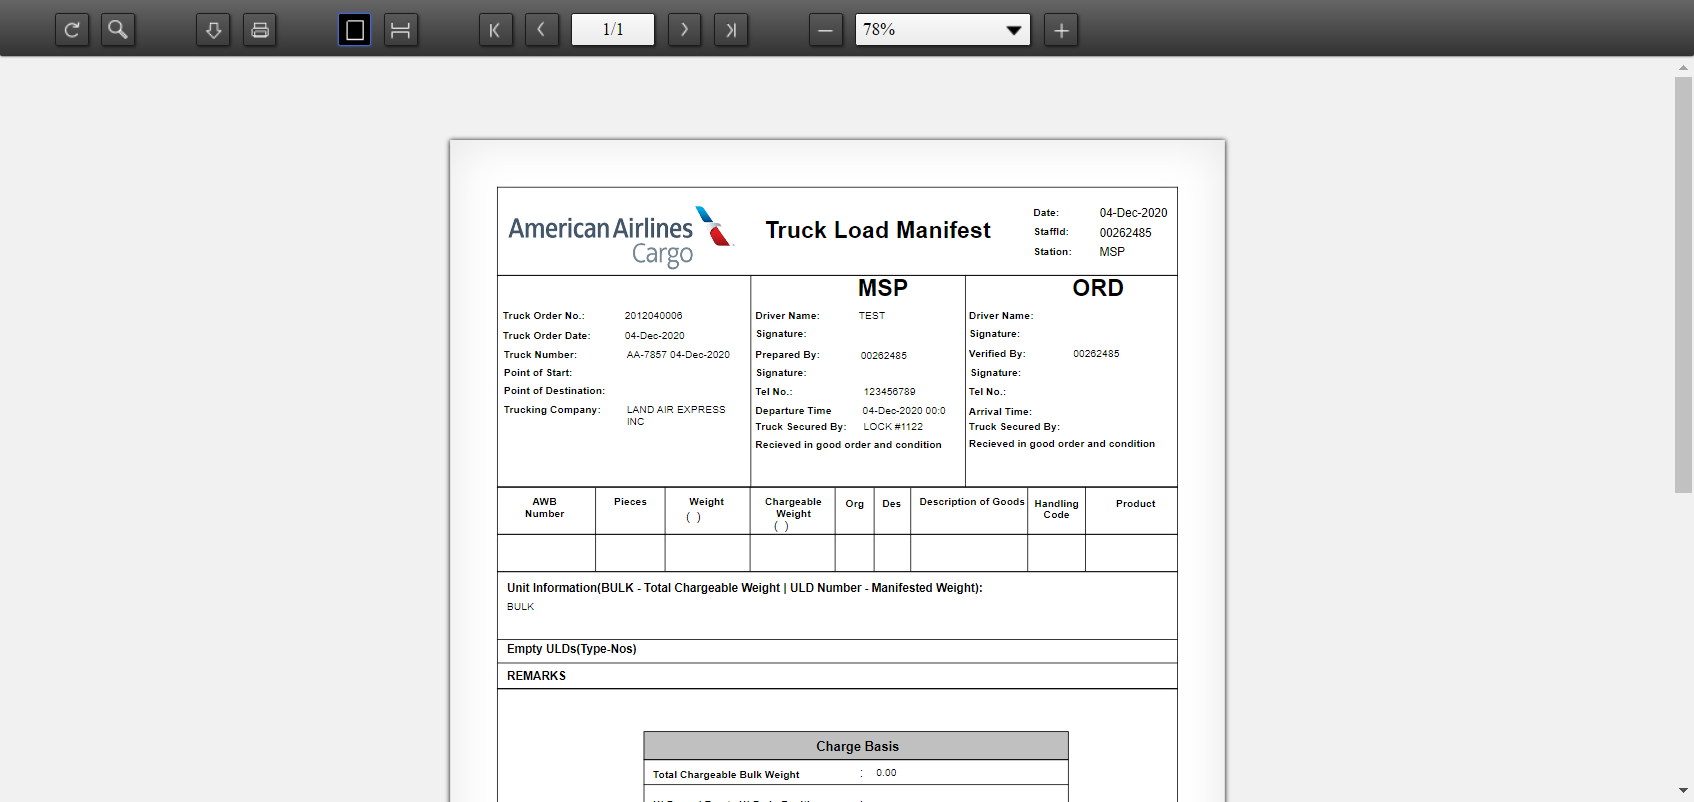 1/1
78%
American Airlines
Cargo
Truck Load Manifest
Date: 04-Dec-2020
StaffId: 00262485
Station: MSP
MSP
ORD
Truck Order No.: 2012040006
Truck Order Date: 04-Dec-2020
Truck Number: AA-7857 04-Dec-2020
Point of Start:
Point of Destination:
Trucking Company: LAND AIR EXPRESS
INC
Driver Name: TEST
Signature:
Prepared By: 00262485
Signature:
Tel No.: 123456789
Departure Time 04-Dec-2020 00:0
Truck Secured By: LOCK #1122
Recieved in good order and condition
Driver Name:
Signature:
Verified By: 00262485
Signature:
Tel No.:
Arrival Time:
Truck Secured By:
Recieved in good order and condition
AWB
Number
Pieces
Weight
( )
Chargeable
Weight
( )
Org
Des
Description of Goods
Handling
Code
Product
Unit Information(BULK - Total Chargeable Weight | ULD Number - Manifested Weight):
BULK
Empty ULDs(Type-Nos)
REMARKS
Charge Basis
Total Chargeable Bulk Weight : 0.00